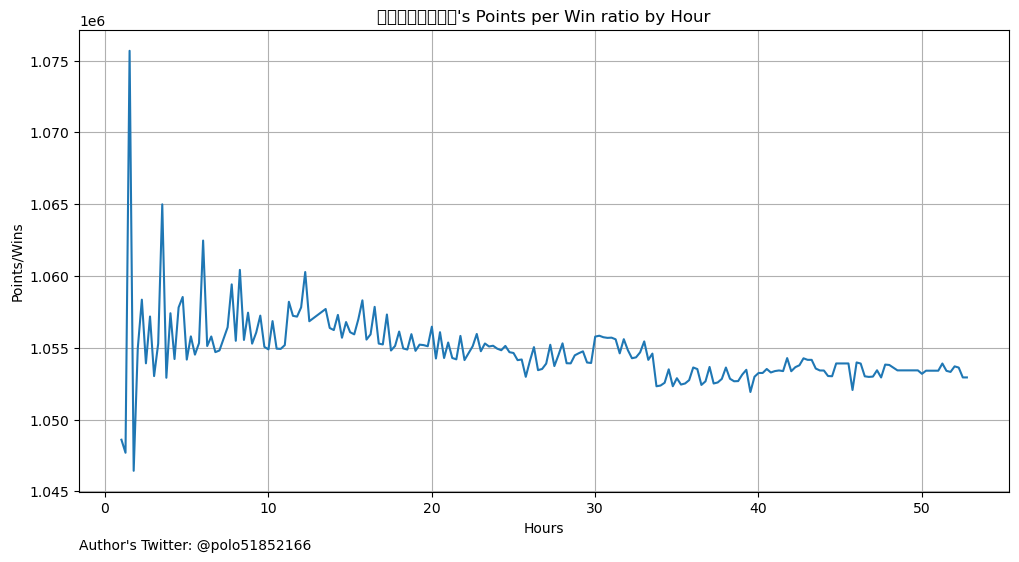 's Points per Win ratio by Hour
1e6
1.075
1.070
1.065
1.060
1.055
1.050
1.045
Points/Wins
0 10 20 30 40 50
Hours
Author's Twitter: @polo51852166